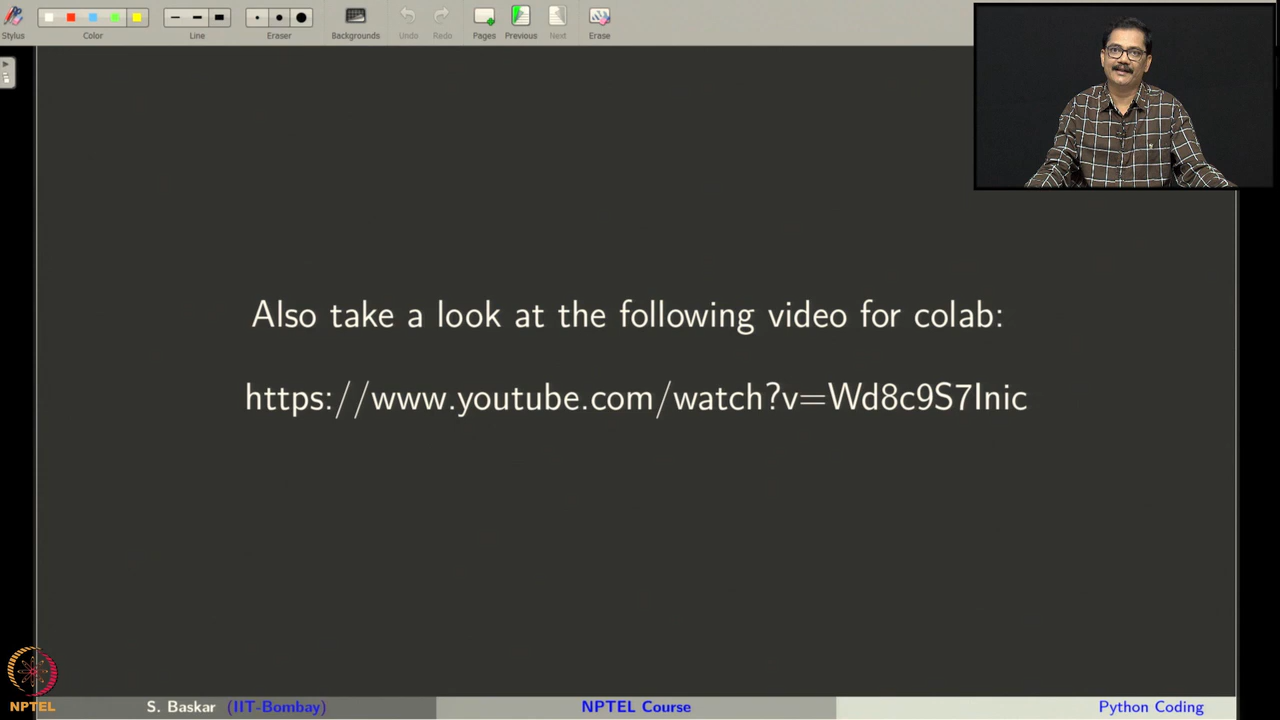 Stylus
Color
Line
Eraser
Backgrounds
Undo
Redo
Pages
Previous
Next
Erase
Also take a look at the following video for colab:
https://www.youtube.com/watch?v=Wd8c9S7Inic
NPTEL
S. Baskar (IIT-Bombay)
NPTEL Course
Python Coding